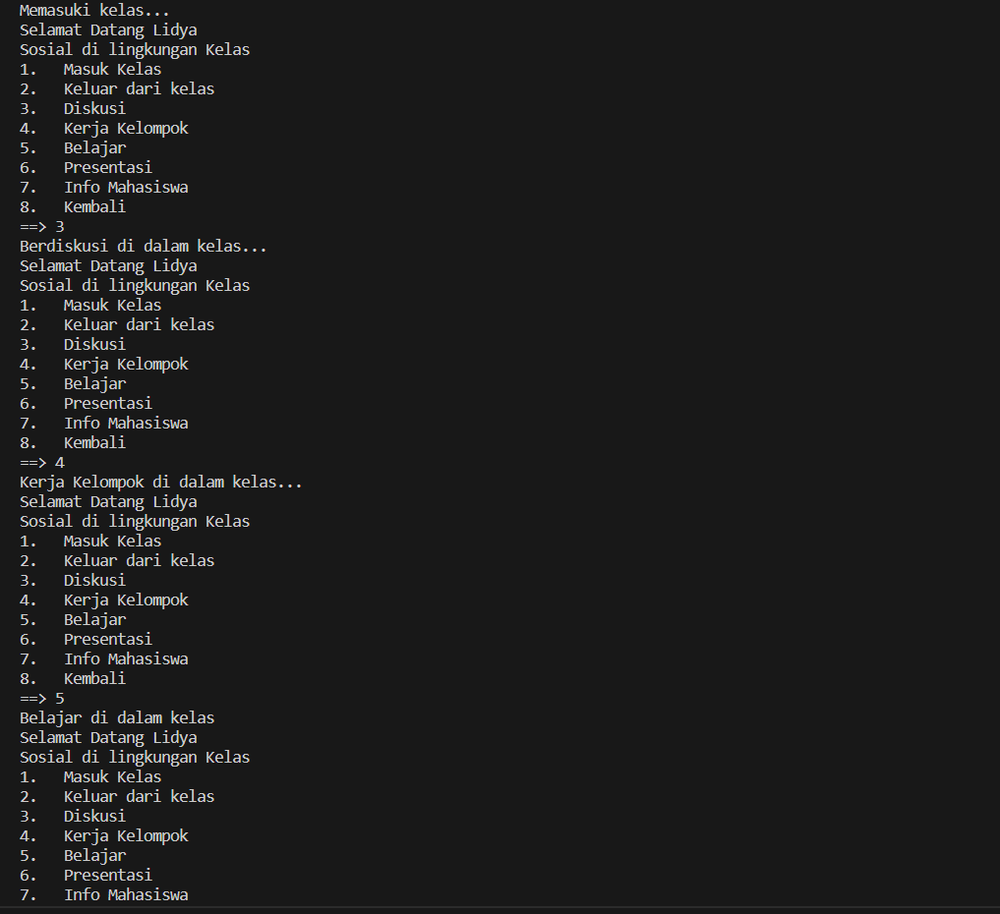 Memasuki kelas...
Selamat Datang Lidya
Sosial di lingkungan Kelas
1.   Masuk Kelas
2.   Keluar dari kelas
3.   Diskusi
4.   Kerja Kelompok
5.   Belajar
6.   Presentasi
7.   Info Mahasiswa
8.   Kembali
==> 3
Berdiskusi di dalam kelas...
Selamat Datang Lidya
Sosial di lingkungan Kelas
1.   Masuk Kelas
2.   Keluar dari kelas
3.   Diskusi
4.   Kerja Kelompok
5.   Belajar
6.   Presentasi
7.   Info Mahasiswa
8.   Kembali
==> 4
Kerja Kelompok di dalam kelas...
Selamat Datang Lidya
Sosial di lingkungan Kelas
1.   Masuk Kelas
2.   Keluar dari kelas
3.   Diskusi
4.   Kerja Kelompok
5.   Belajar
6.   Presentasi
7.   Info Mahasiswa
8.   Kembali
==> 5
Belajar di dalam kelas
Selamat Datang Lidya
Sosial di lingkungan Kelas
1.   Masuk Kelas
2.   Keluar dari kelas
3.   Diskusi
4.   Kerja Kelompok
5.   Belajar
6.   Presentasi
7.   Info Mahasiswa